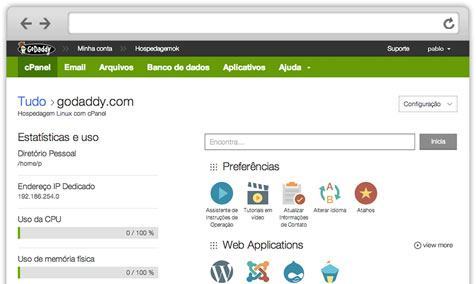 GoDaddy Minha conta Hospedagemok Suporte pablo
cPanel Email Arquivos Banco de dados Aplicativos Ajuda
Tudo › godaddy.com
Configuração
Hospedagem Linux com cPanel
Estatísticas e uso
Encontra...
Inicia
Diretório Pessoal
/home/p
Preferências
Endereço IP Dedicado
192.186.254.0
Assistente de Instruções de Operação
Tutoriais em vídeo
Atualizar Informações de Contato
Alterar idioma
Atalhos
Uso da CPU
0 / 100 %
Web Applications
view more
Uso de memória física
0 / 100 %